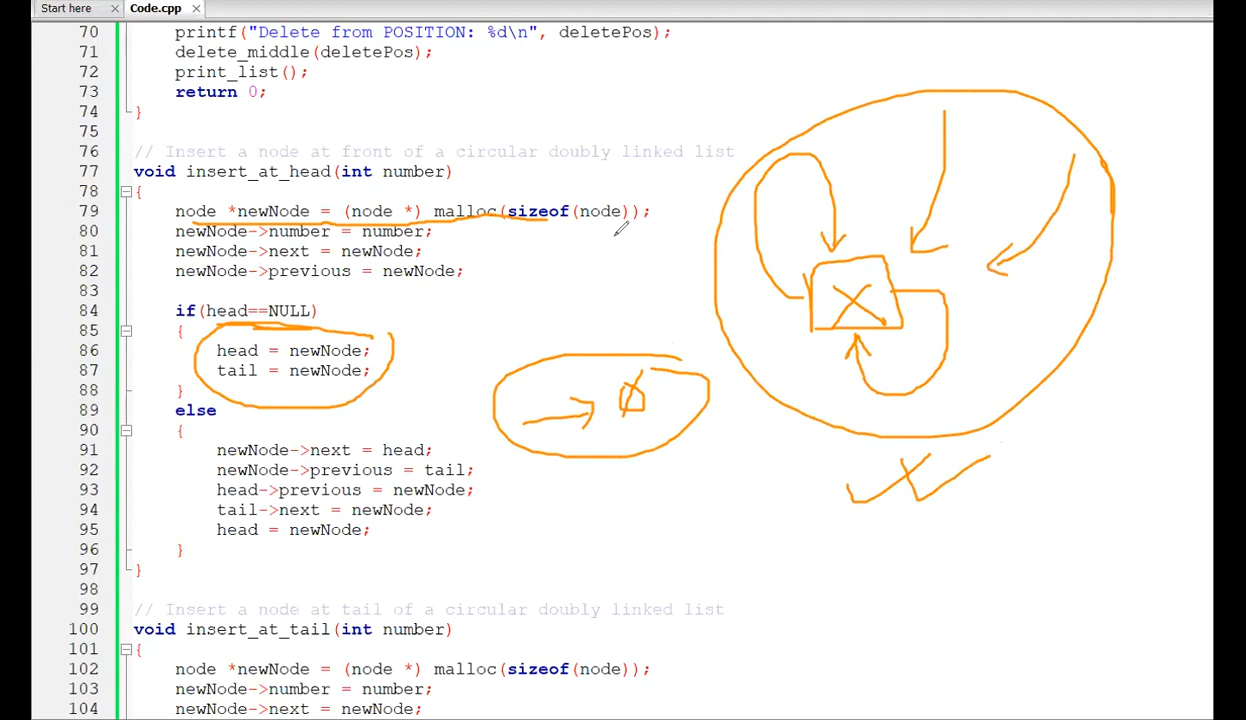 Start here × Code.cpp ×
70 printf("Delete from POSITION: %d\n", deletePos);
71 delete_middle(deletePos);
72 print_list();
73 return 0;
74 }
75
76 // Insert a node at front of a circular doubly linked list
77 void insert_at_head(int number)
78 {
79 node *newNode = (node *) malloc(sizeof(node));
80 newNode->number = number;
81 newNode->next = newNode;
82 newNode->previous = newNode;
83
84 if(head==NULL)
85 {
86 head = newNode;
87 tail = newNode;
88 }
89 else
90 {
91 newNode->next = head;
92 newNode->previous = tail;
93 head->previous = newNode;
94 tail->next = newNode;
95 head = newNode;
96 }
97 }
98
99 // Insert a node at tail of a circular doubly linked list
100 void insert_at_tail(int number)
101 {
102 node *newNode = (node *) malloc(sizeof(node));
103 newNode->number = number;
104 newNode->next = newNode;